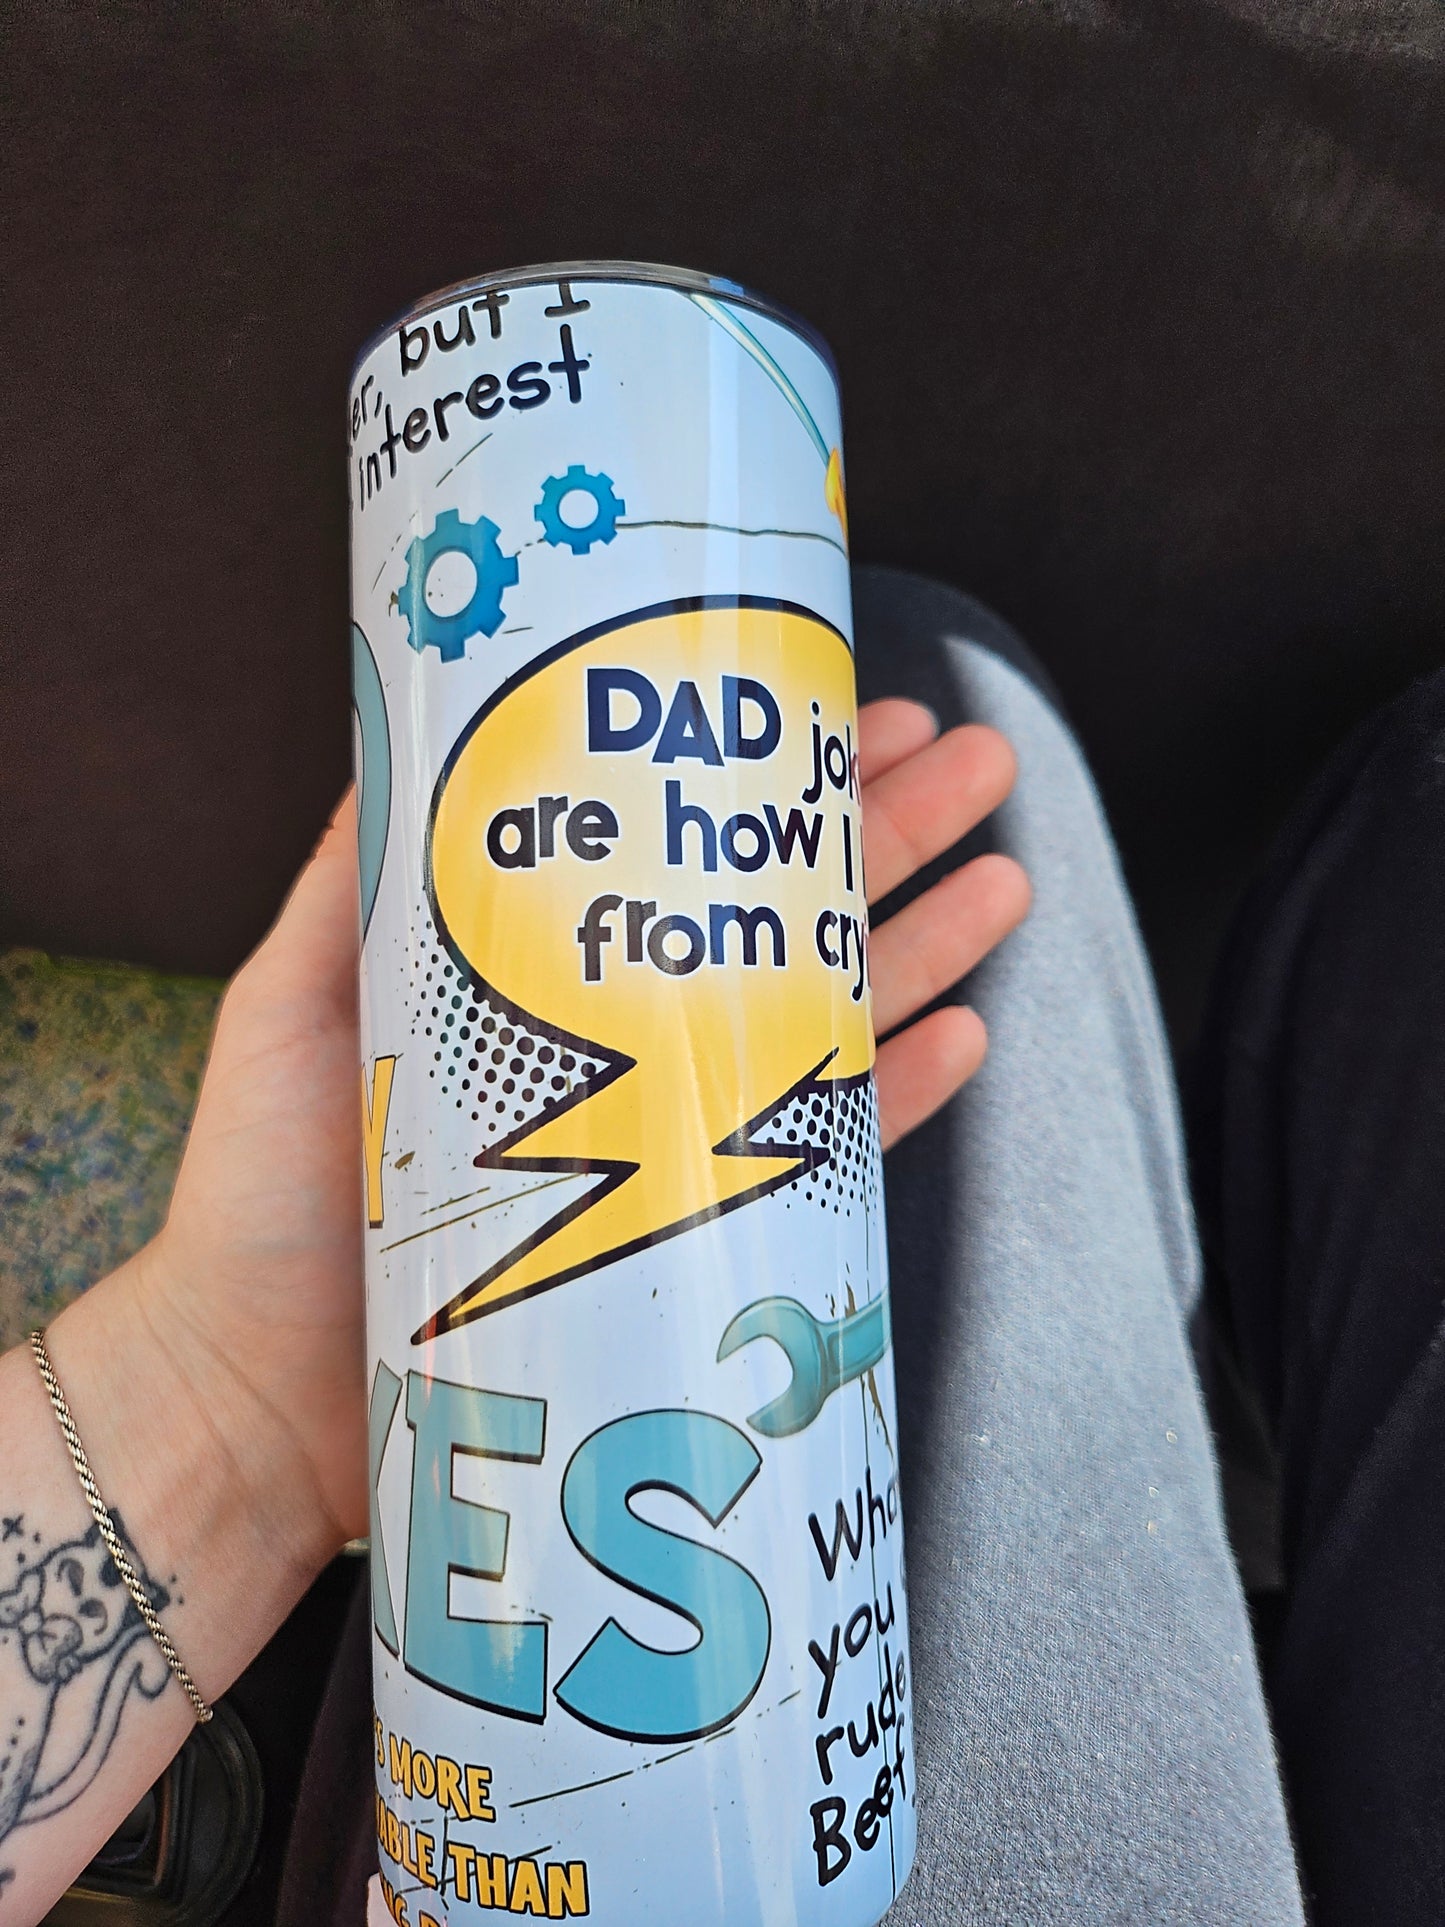 er, but I
interest
DAD jok
are how I
from cry
Y
KES
S MORE
ABLE THAN
Wha
you
rude
Beef